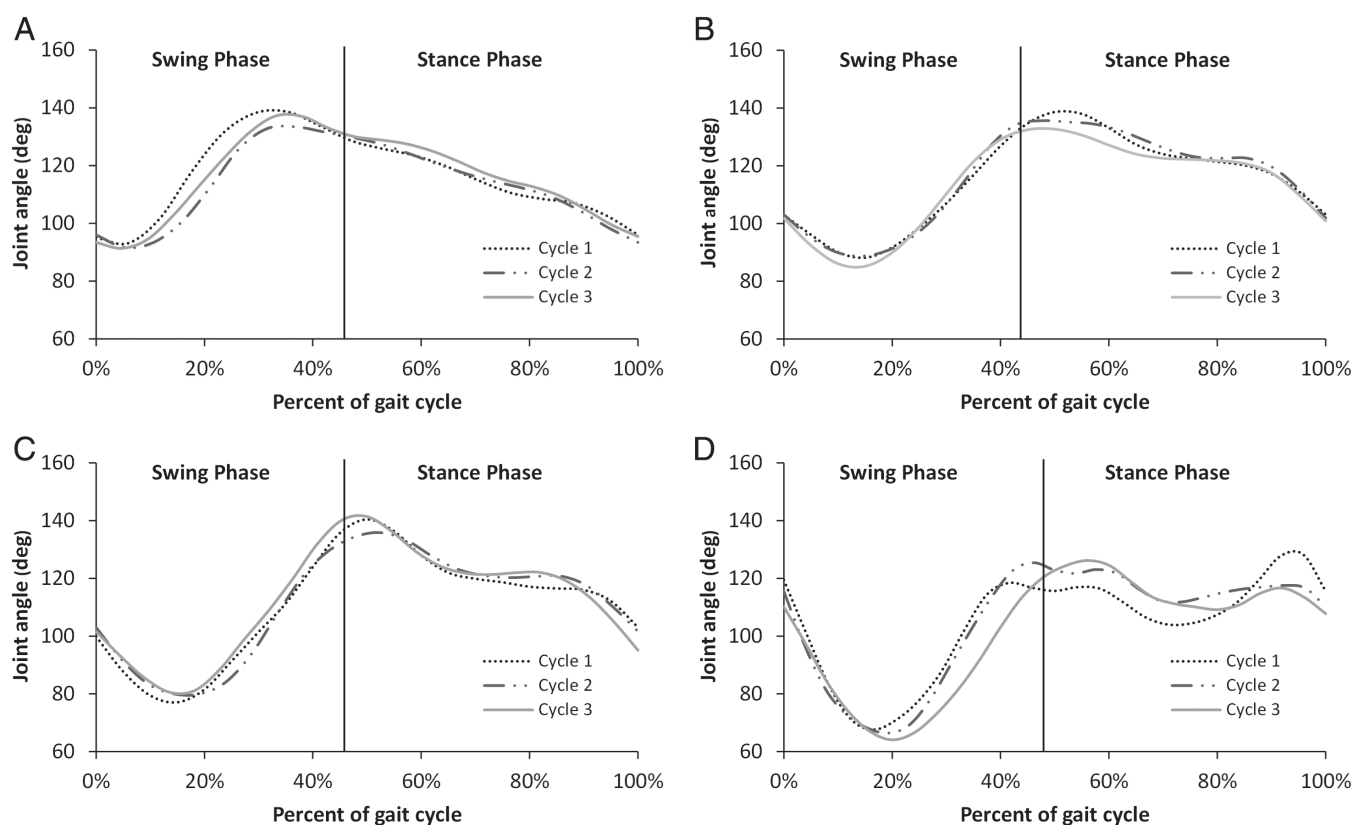 A
160
140
120
100
80
60
Joint angle (deg)
Swing Phase
Stance Phase
Cycle 1
Cycle 2
Cycle 3
0%
20%
40%
60%
80%
100%
Percent of gait cycle
B
160
140
120
100
80
60
Joint angle (deg)
Swing Phase
Stance Phase
Cycle 1
Cycle 2
Cycle 3
0%
20%
40%
60%
80%
100%
Percent of gait cycle
C
160
140
120
100
80
60
Joint angle (deg)
Swing Phase
Stance Phase
Cycle 1
Cycle 2
Cycle 3
0%
20%
40%
60%
80%
100%
Percent of gait cycle
D
160
140
120
100
80
60
Joint angle (deg)
Swing Phase
Stance Phase
Cycle 1
Cycle 2
Cycle 3
0%
20%
40%
60%
80%
100%
Percent of gait cycle